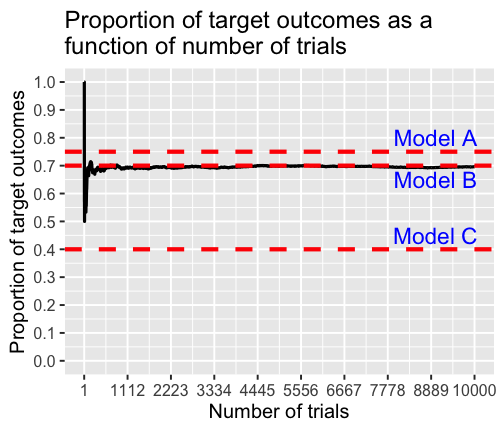 Proportion of target outcomes as a
function of number of trials
Proportion of target outcomes
1.0
0.9
0.8
0.7
0.6
0.5
0.4
0.3
0.2
0.1
0.0
Model A
Model B
Model C
1 1112 2223 3334 4445 5556 6667 7778 8889 10000
Number of trials